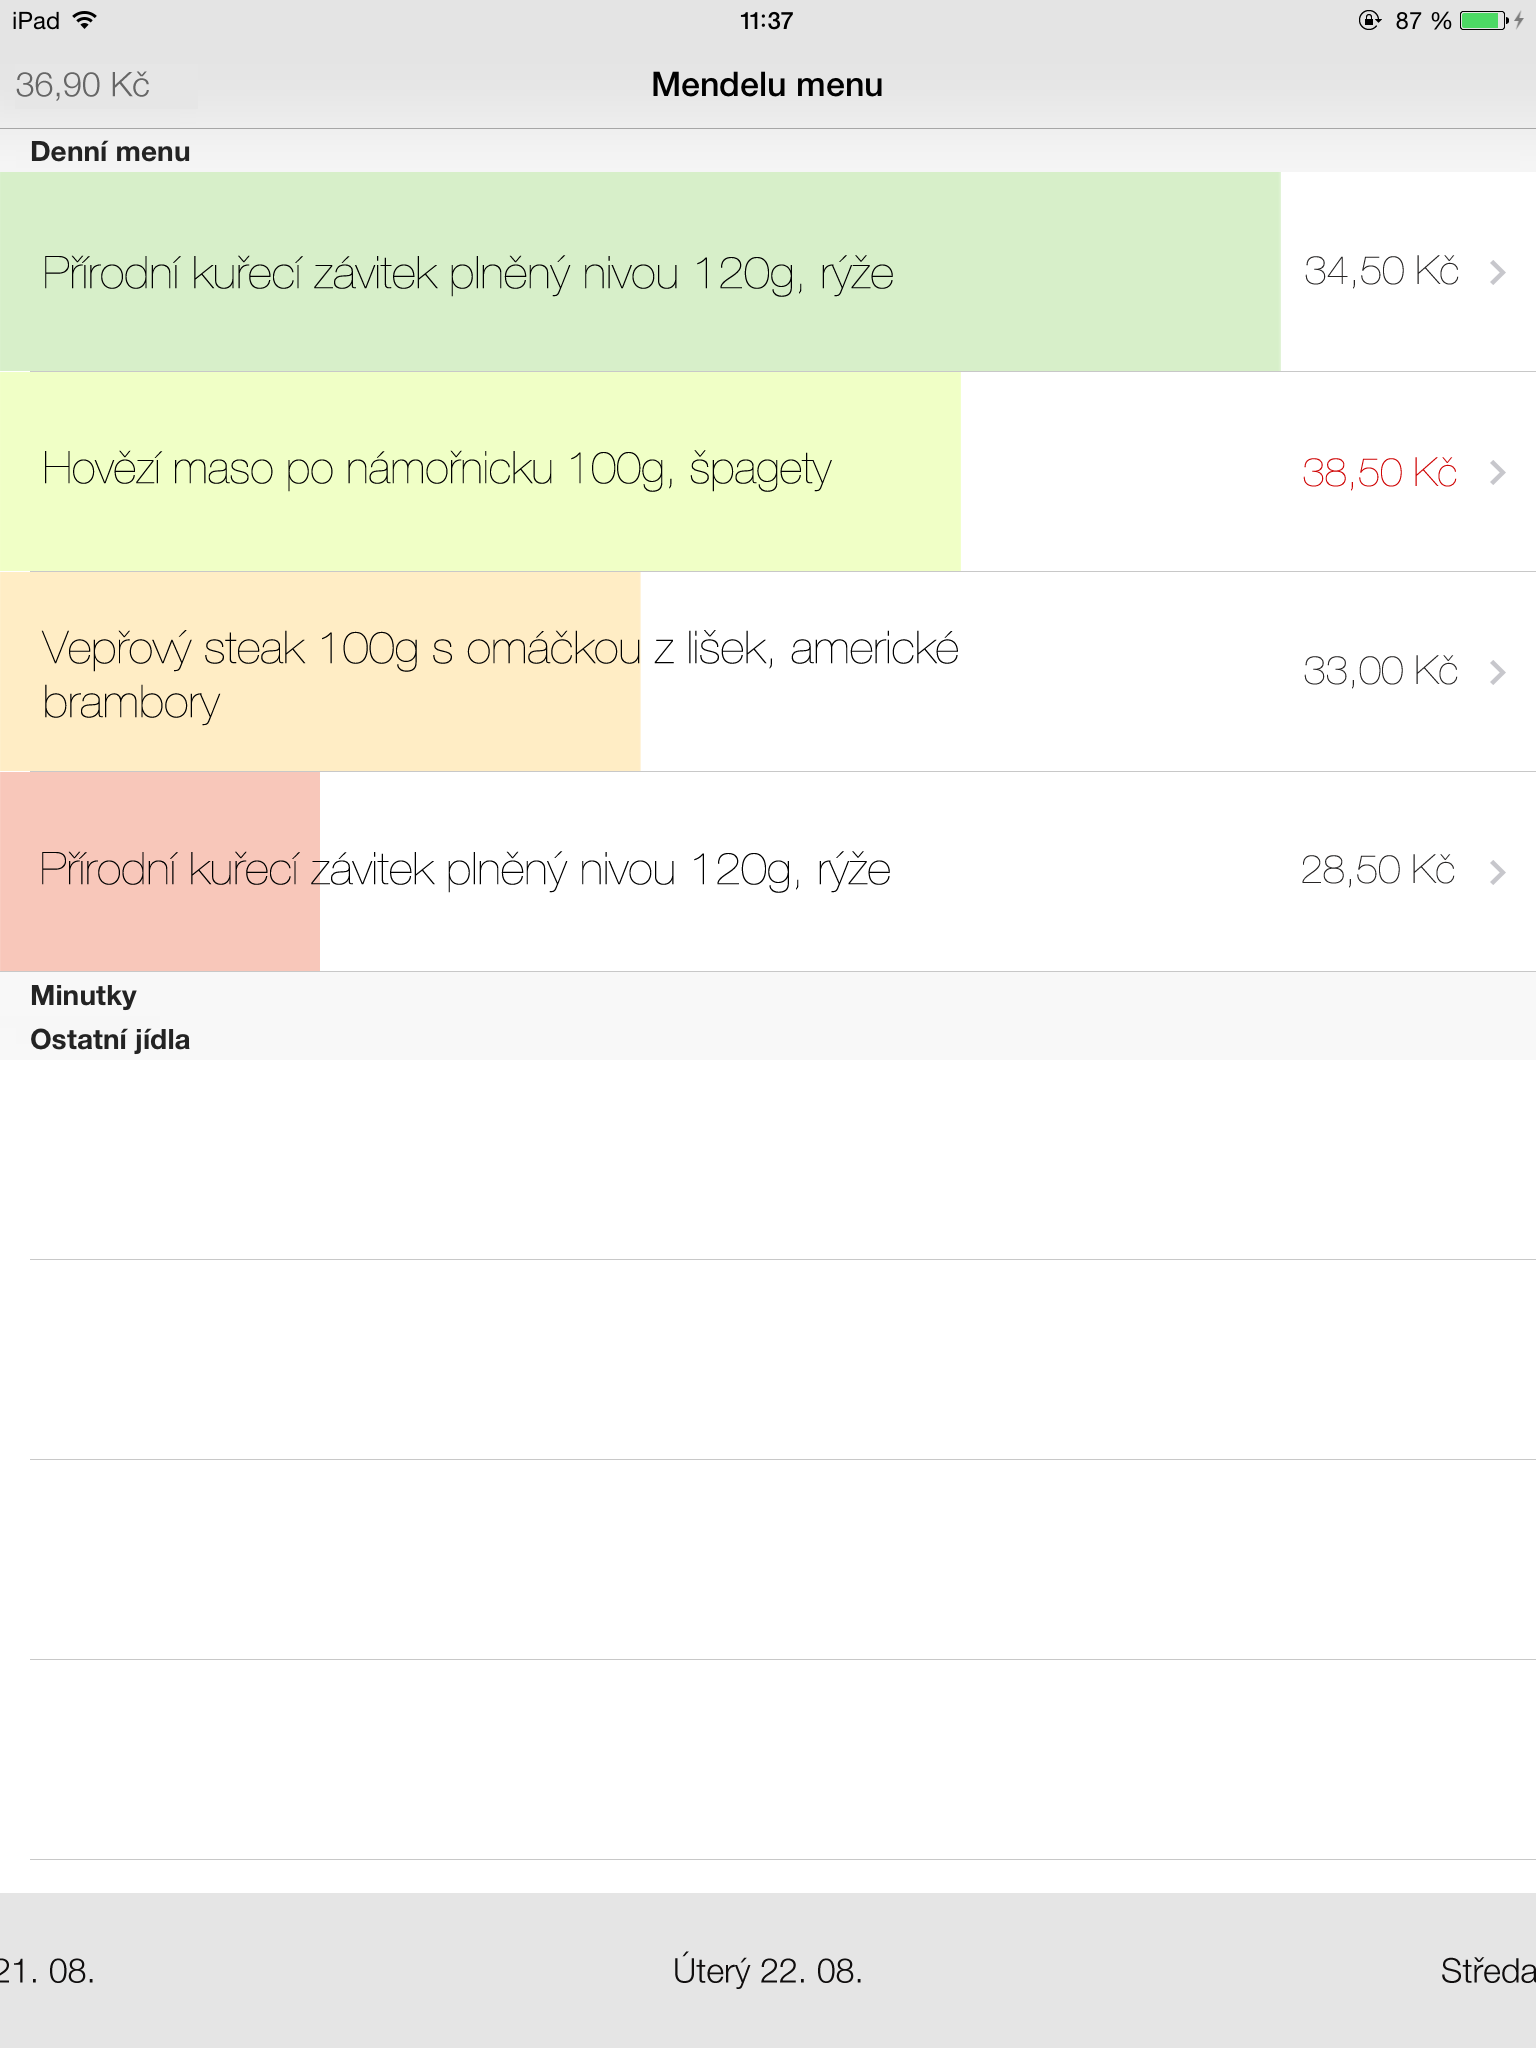 iPad 11:37 87 %
36,90 Kč Mendelu menu
Denní menu
Přírodní kuřecí závitek plněný nivou 120g, rýže 34,50 Kč
Hovězí maso po námořnicku 100g, špagety 38,50 Kč
Vepřový steak 100g s omáčkou z lišek, americké
brambory 33,00 Kč
Přírodní kuřecí závitek plněný nivou 120g, rýže 28,50 Kč
Minutky
Ostatní jídla
21. 08. Úterý 22. 08. Středa